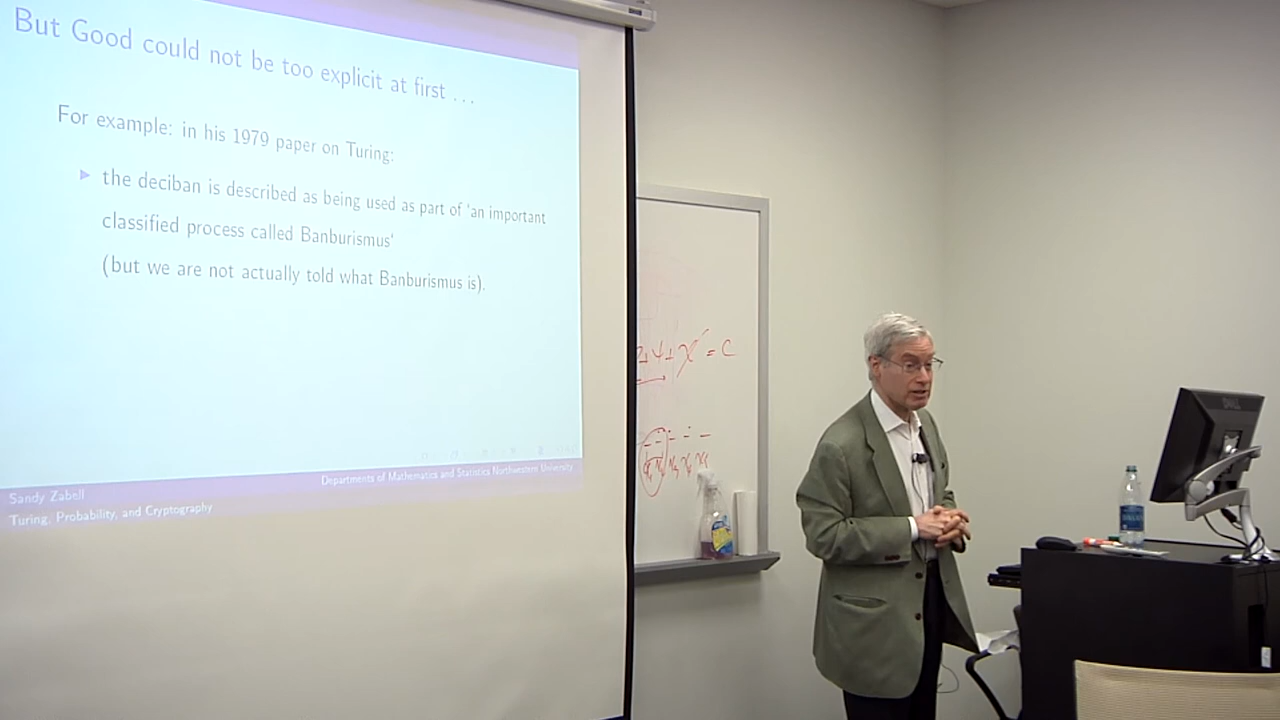 But Good could not be too explicit at first . . .
For example: in his 1979 paper on Turing:
the deciban is described as being used as part of ‘an important
classified process called Banburismus‘
(but we are not actually told what Banburismus is).
Sandy Zabell
Departments of Mathematics and Statistics Northwestern University
Turing, Probability, and Cryptography
= C
DELL